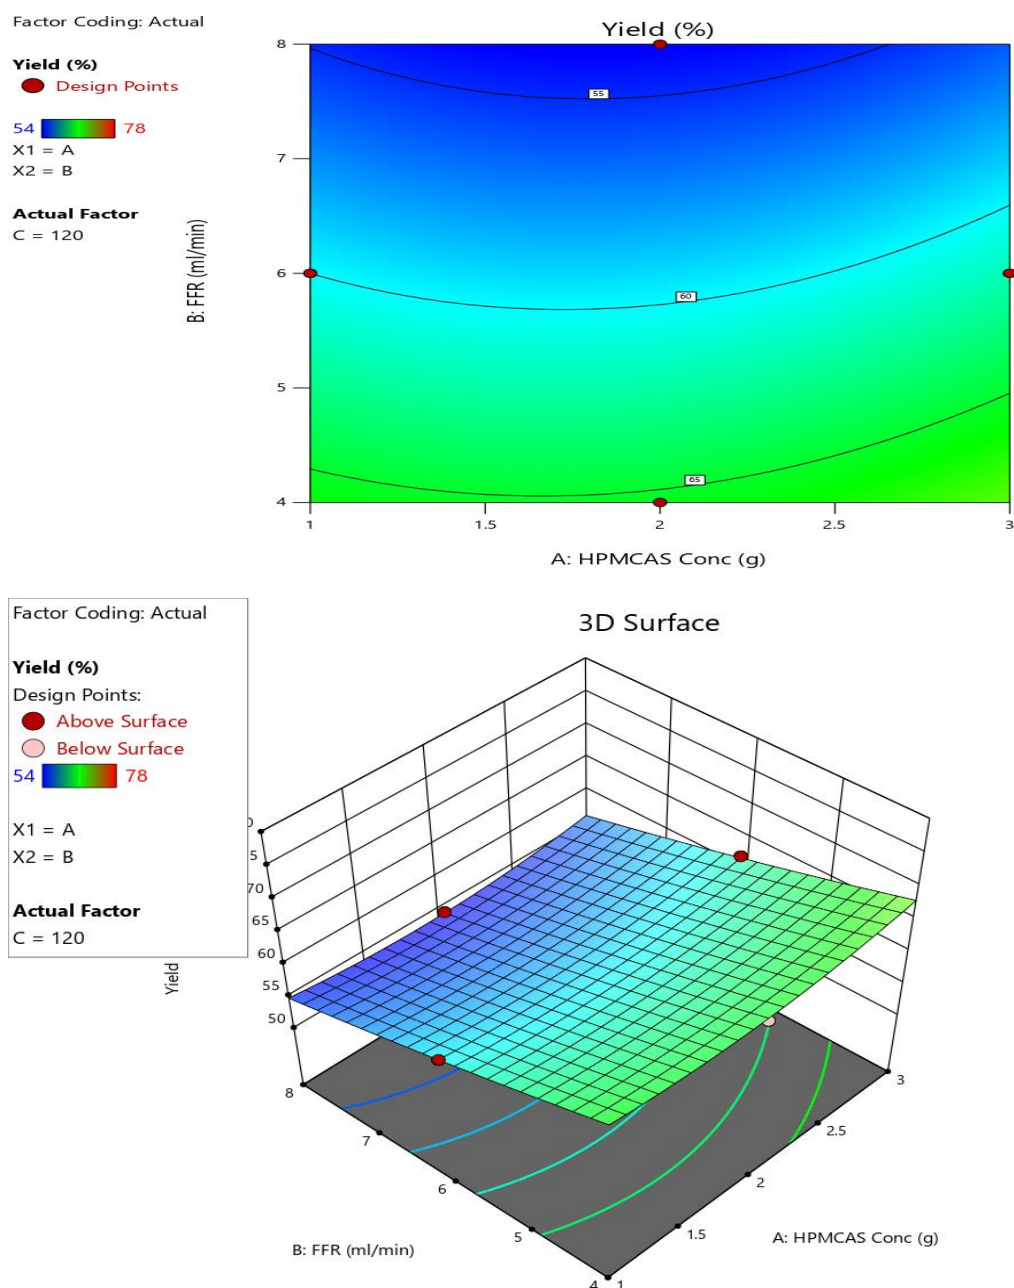 Factor Coding: Actual
Yield (%)
Design Points
54 78
X1 = A
X2 = B
Actual Factor
C = 120
Yield (%)
8
7
6
5
4
B: FFR (ml/min)
55
60
65
1 1.5 2 2.5 3
A: HPMCAS Conc (g)
Factor Coding: Actual
Yield (%)
Design Points:
Above Surface
Below Surface
54 78
X1 = A
X2 = B
Actual Factor
C = 120
3D Surface
70
65
60
55
50
Yield
8
7
6
5
4
B: FFR (ml/min)
1
1.5
2
2.5
3
A: HPMCAS Conc (g)